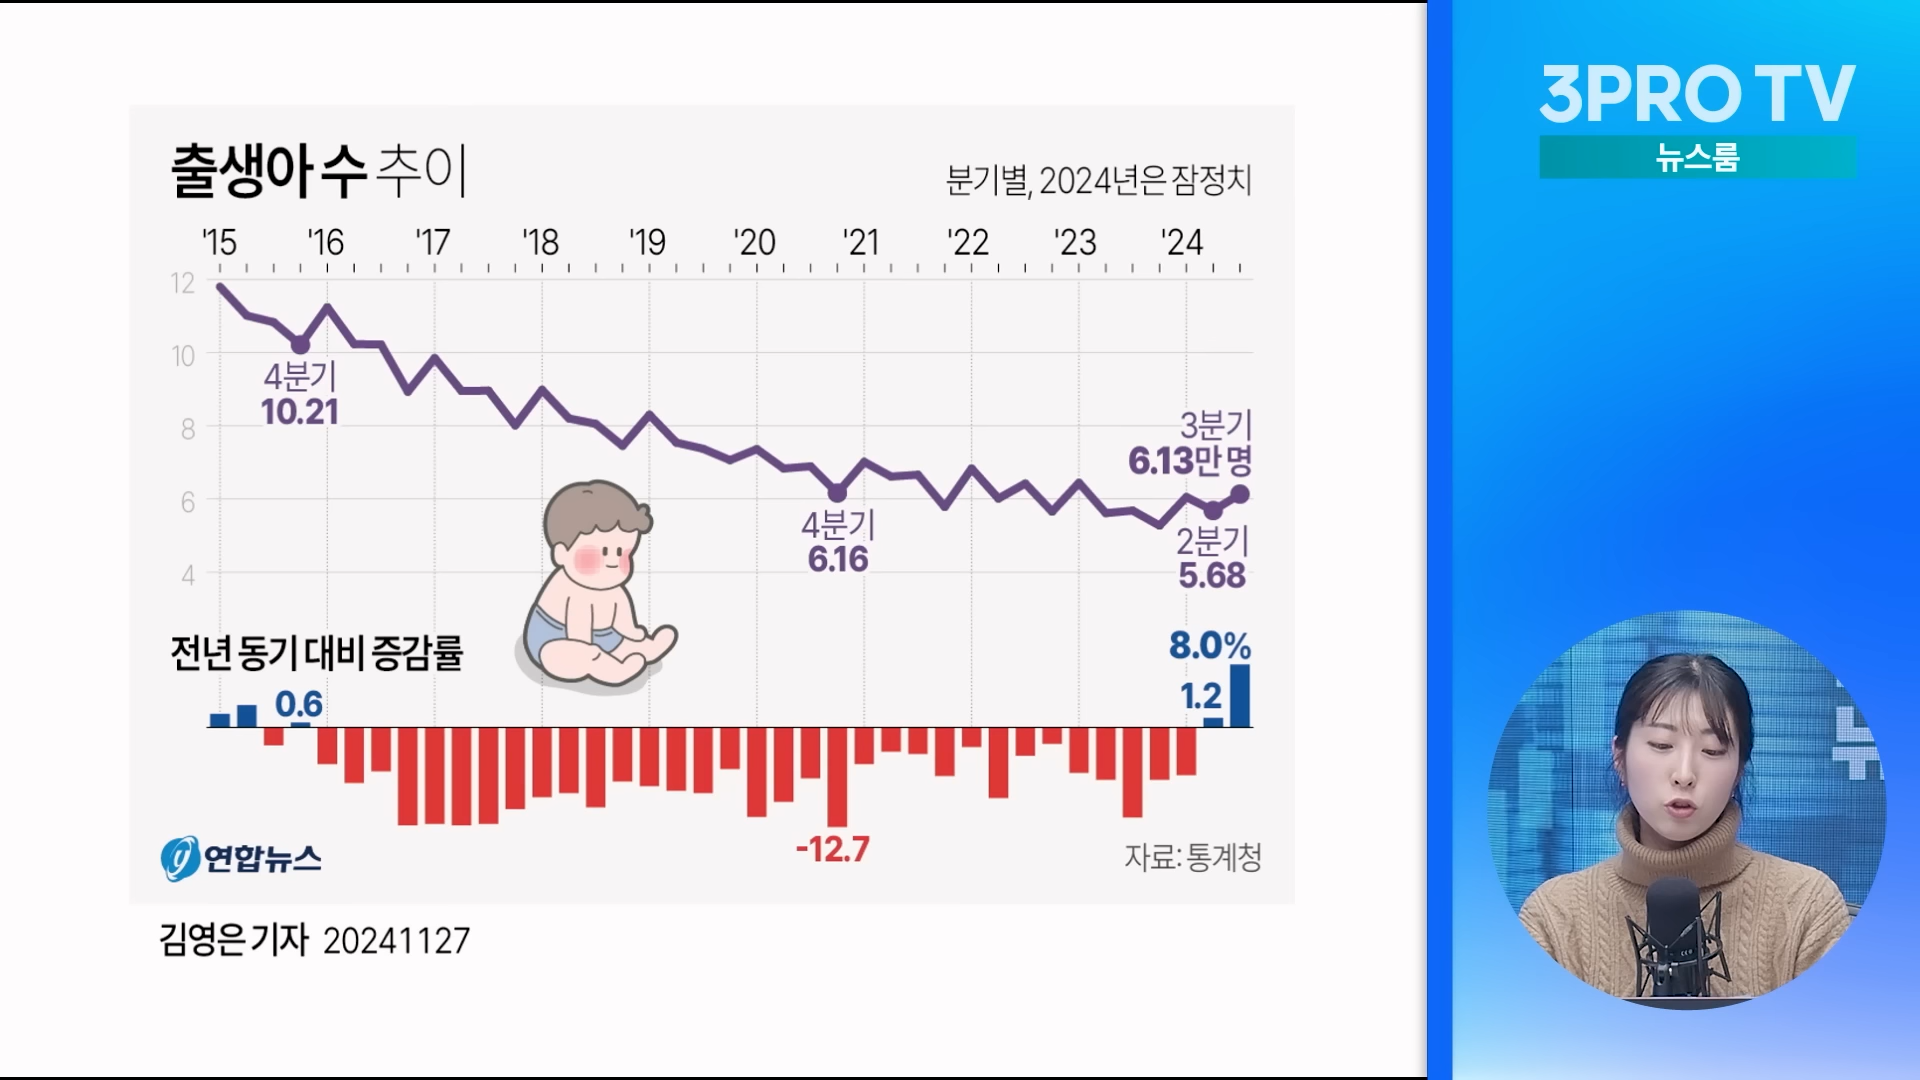 3PRO TV
뉴스룸
출생아 수 추이
분기별, 2024년은 잠정치
'15 '16 '17 '18 '19 '20 '21 '22 '23 '24
12
10
8
6
4
4분기
10.21
4분기
6.16
3분기
6.13만 명
2분기
5.68
전년 동기 대비 증감률
0.6
-12.7
1.2
8.0%
연합뉴스
자료: 통계청
김영은 기자 20241127